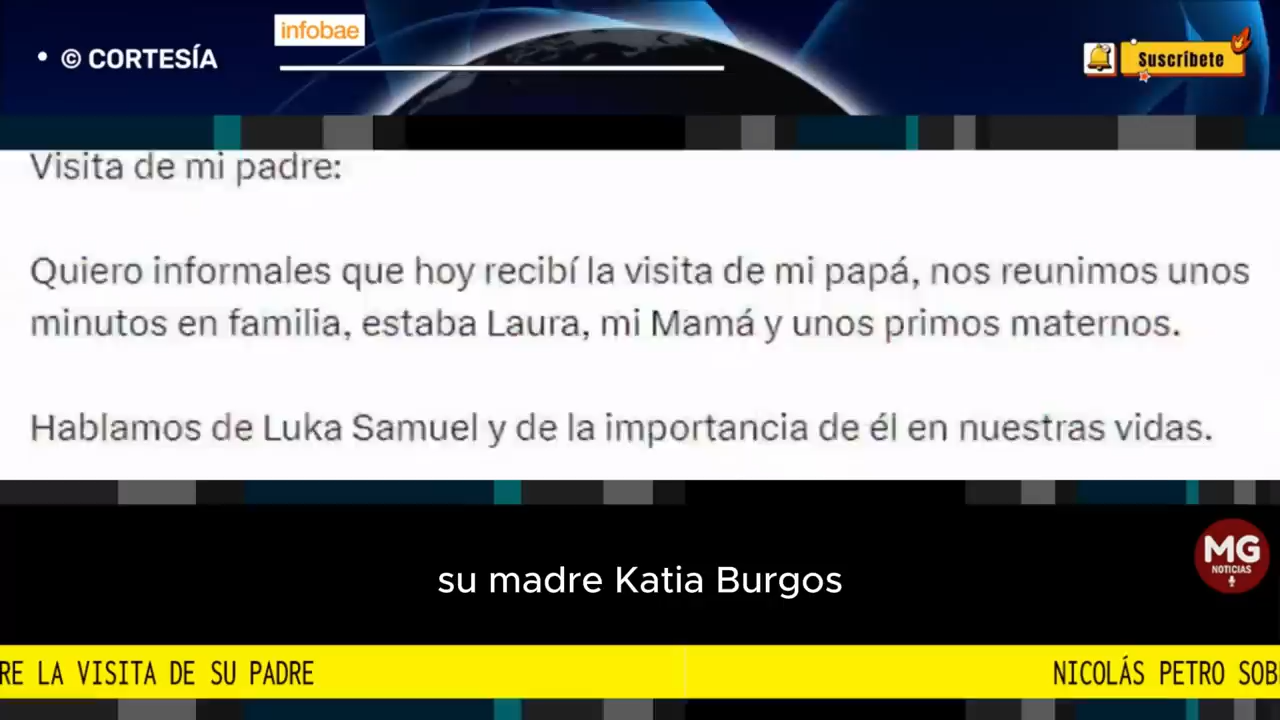 infobae
• © CORTESÍA
Suscríbete
Visita de mi padre:
Quiero informales que hoy recibí la visita de mi papá, nos reunimos unos
minutos en familia, estaba Laura, mi Mamá y unos primos maternos.
Hablamos de Luka Samuel y de la importancia de él en nuestras vidas.
MG
NOTICIAS
su madre Katia Burgos
RE LA VISITA DE SU PADRE
NICOLÁS PETRO SOB